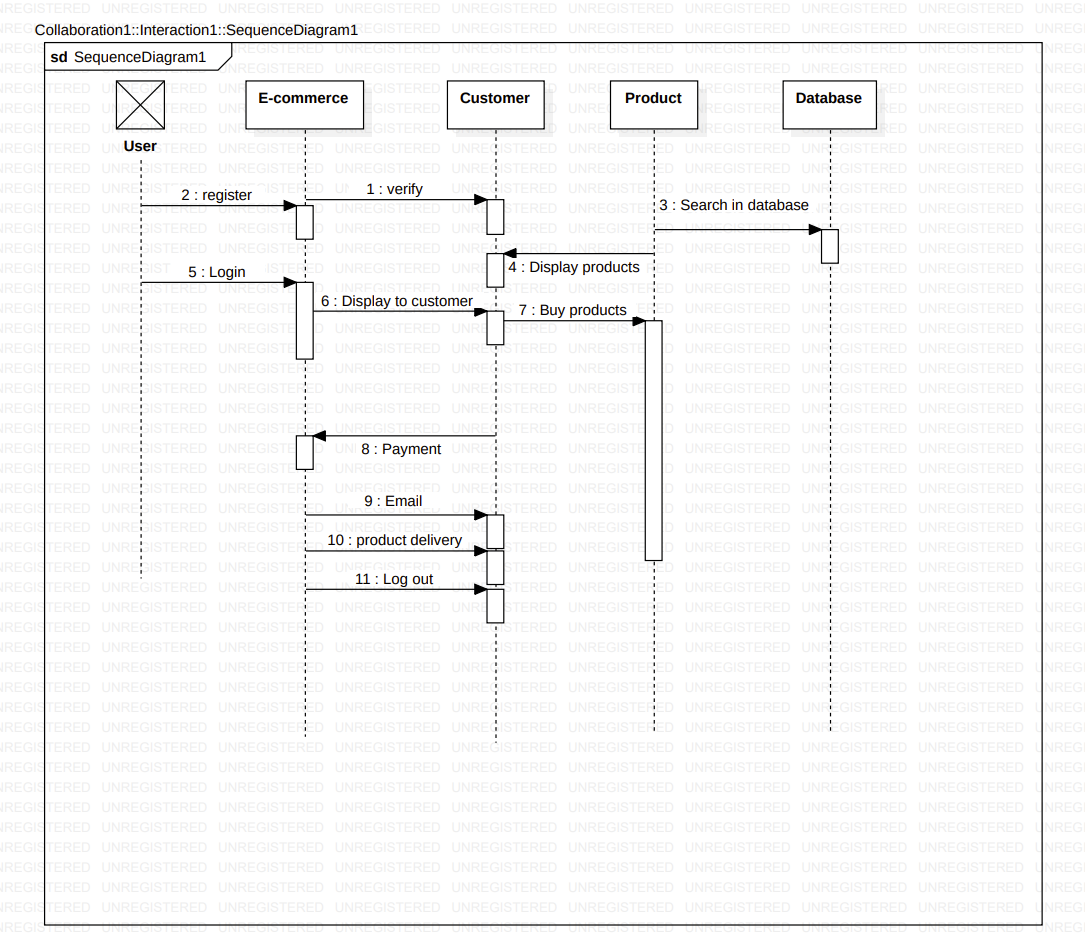 Collaboration1::Interaction1::SequenceDiagram1
sd SequenceDiagram1
E-commerce
Customer
Product
Database
User
1 : verify
2 : register
3 : Search in database
4 : Display products
5 : Login
6 : Display to customer
7 : Buy products
8 : Payment
9 : Email
10 : product delivery
11 : Log out
UNREGISTERED